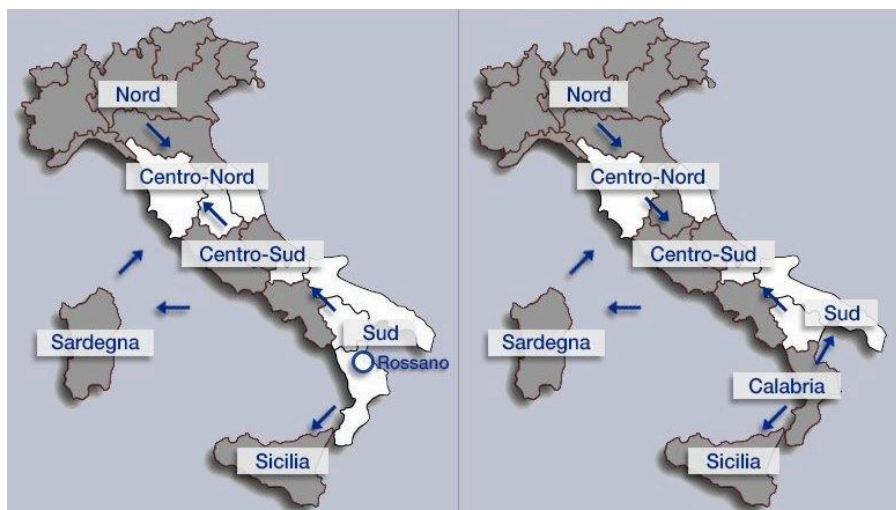 Nord
Centro-Nord
Centro-Sud
Sud
Rossano
Sardegna
Sicilia
Nord
Centro-Nord
Centro-Sud
Sud
Sardegna
Calabria
Sicilia